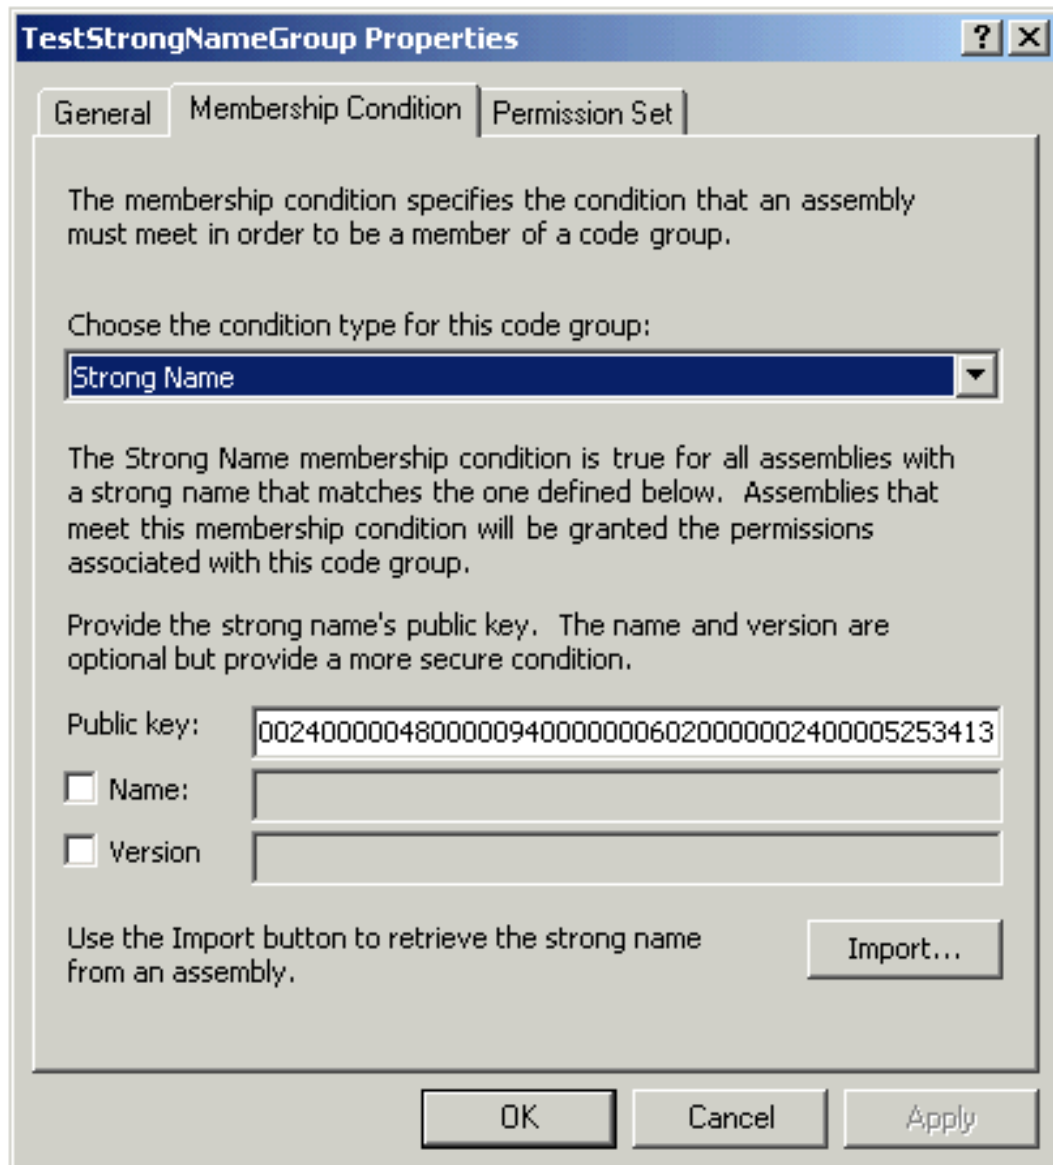 TestStrongNameGroup Properties
General Membership Condition Permission Set
The membership condition specifies the condition that an assembly
must meet in order to be a member of a code group.
Choose the condition type for this code group:
Strong Name
The Strong Name membership condition is true for all assemblies with
a strong name that matches the one defined below. Assemblies that
meet this membership condition will be granted the permissions
associated with this code group.
Provide the strong name's public key. The name and version are
optional but provide a more secure condition.
Public key: 00240000048000009400000006020000002400005253413
Name:
Version
Use the Import button to retrieve the strong name
from an assembly.
Import...
OK Cancel Apply